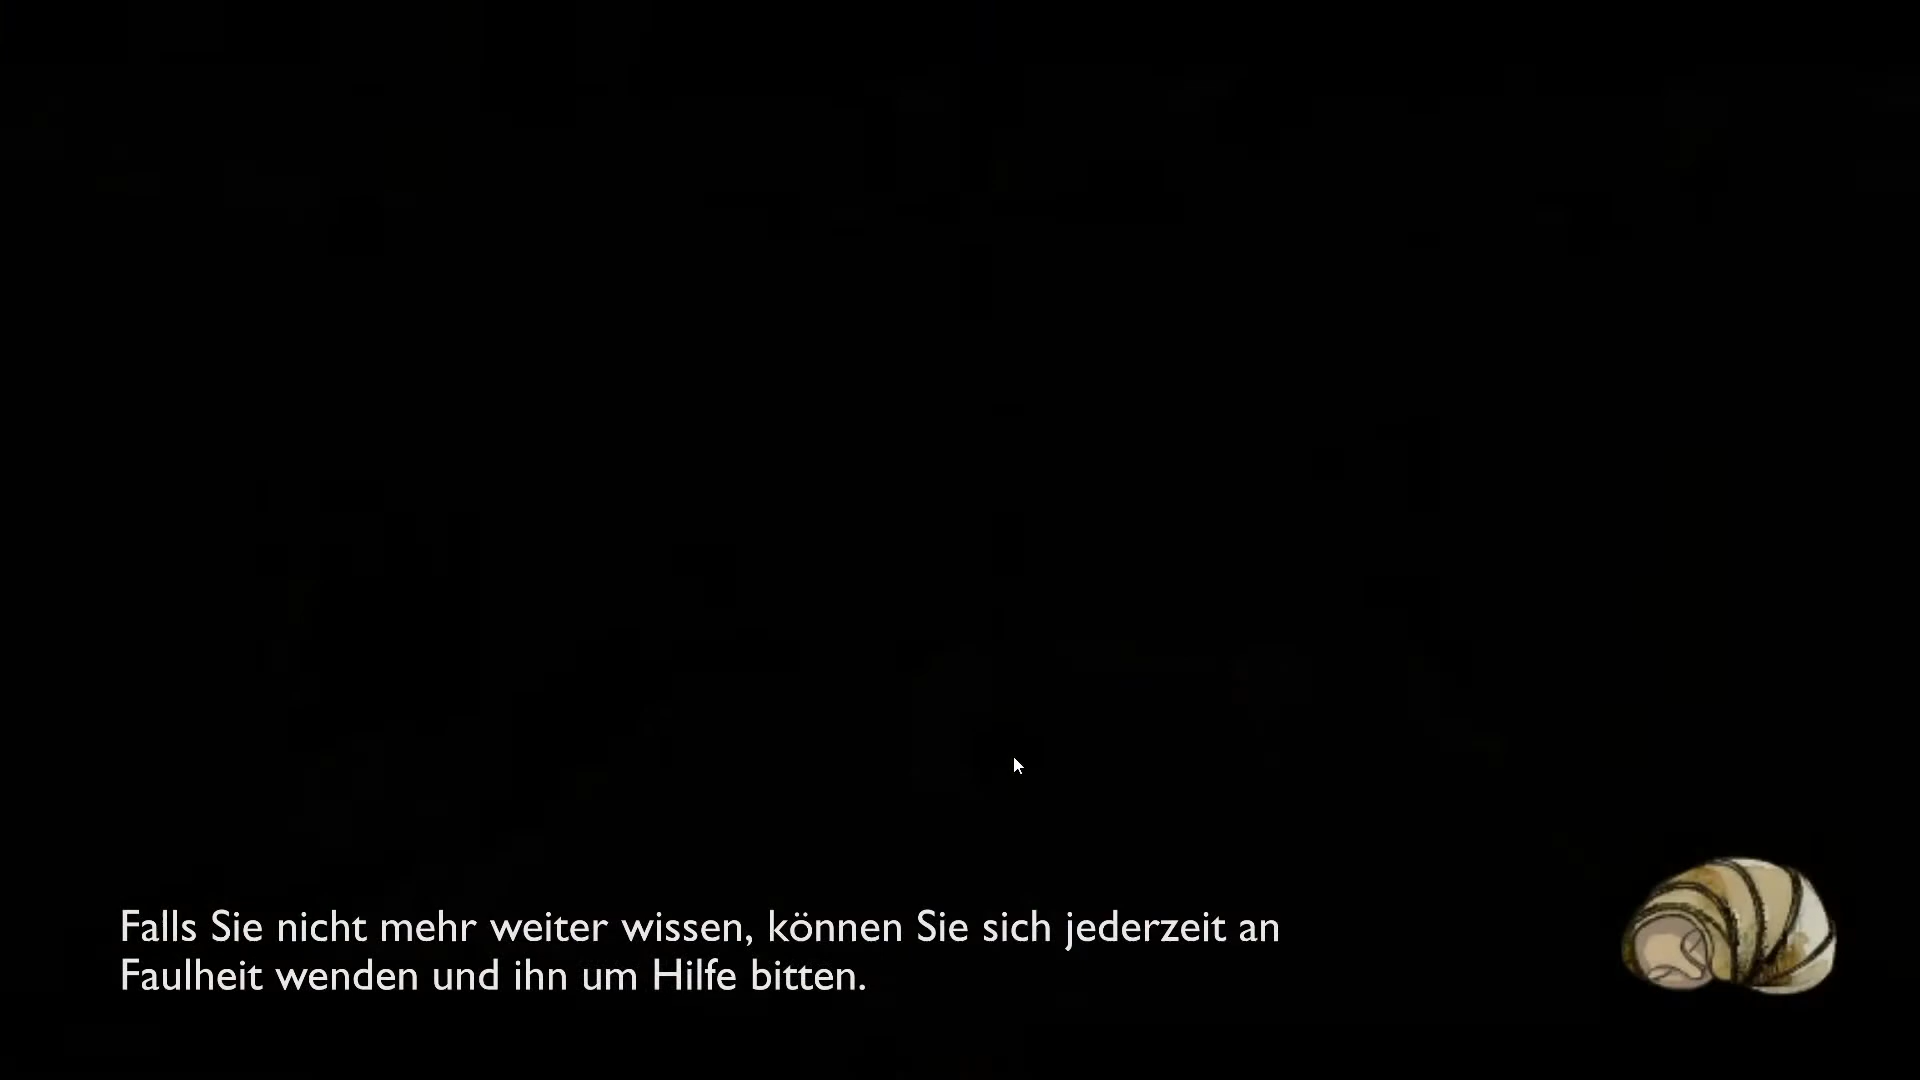 Falls Sie nicht mehr weiter wissen, können Sie sich jederzeit an
Faulheit wenden und ihn um Hilfe bitten.